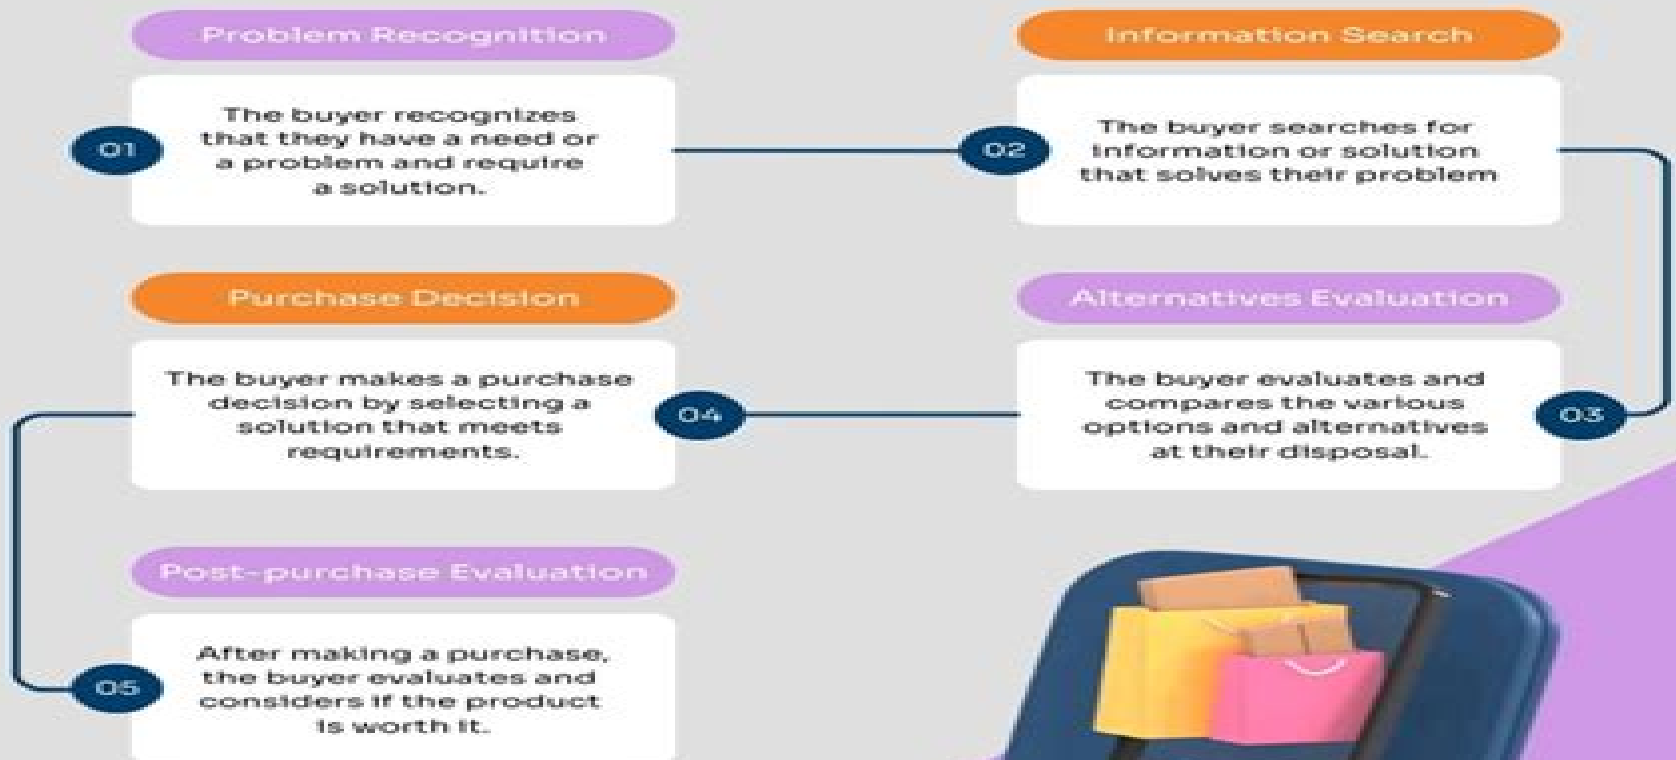 Problem Recognition
01
The buyer recognizes
that they have a need or
a problem and require
a solution.
Information Search
02
The buyer searches for
information or solution
that solves their problem
Alternatives Evaluation
03
The buyer evaluates and
compares the various
options and alternatives
at their disposal.
Purchase Decision
04
The buyer makes a purchase
decision by selecting a
solution that meets
requirements.
Post-purchase Evaluation
05
After making a purchase,
the buyer evaluates and
considers if the product
is worth it.